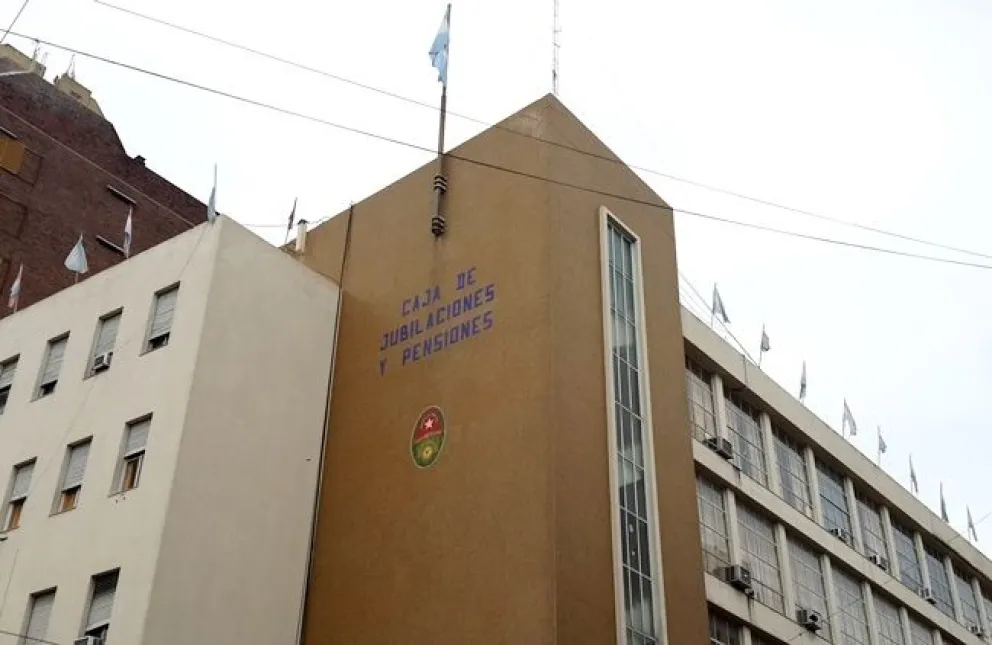 CAJA DE
JUBILACIONES
Y PENSIONES